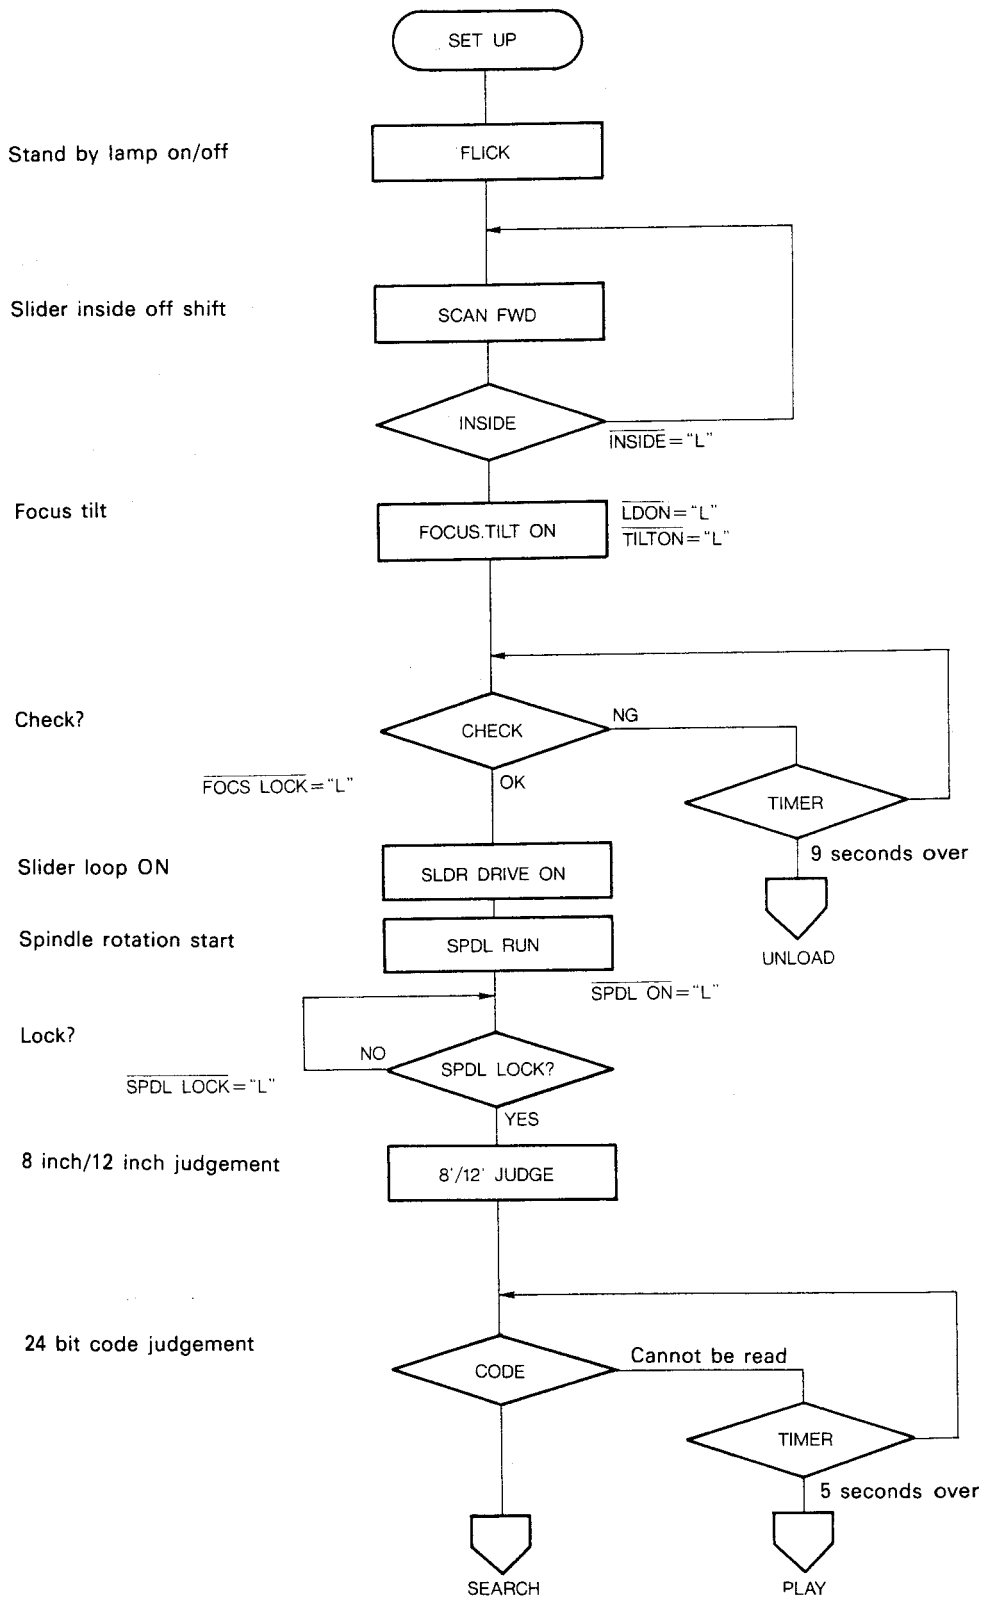 SET UP
Stand by lamp on/off
FLICK
Slider inside off shift
SCAN FWD
INSIDE
INSIDE="L"
Focus tilt
FOCUS.TILT ON
LDON="L"
TILTON="L"
Check?
CHECK
NG
FOCS LOCK="L"
OK
TIMER
9 seconds over
Slider loop ON
SLDR DRIVE ON
Spindle rotation start
SPDL RUN
UNLOAD
SPDL ON="L"
Lock?
NO
SPDL LOCK?
SPDL LOCK="L"
YES
8 inch/12 inch judgement
8'/12' JUDGE
24 bit code judgement
CODE
Cannot be read
TIMER
5 seconds over
SEARCH
PLAY